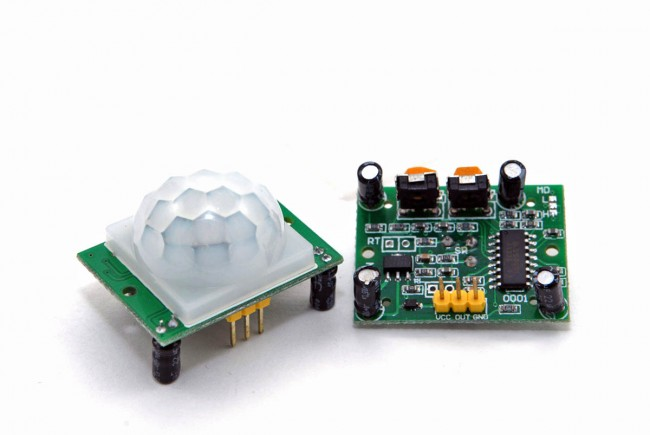 MD
L
H
RT
SR
0001
VCC OUT GND